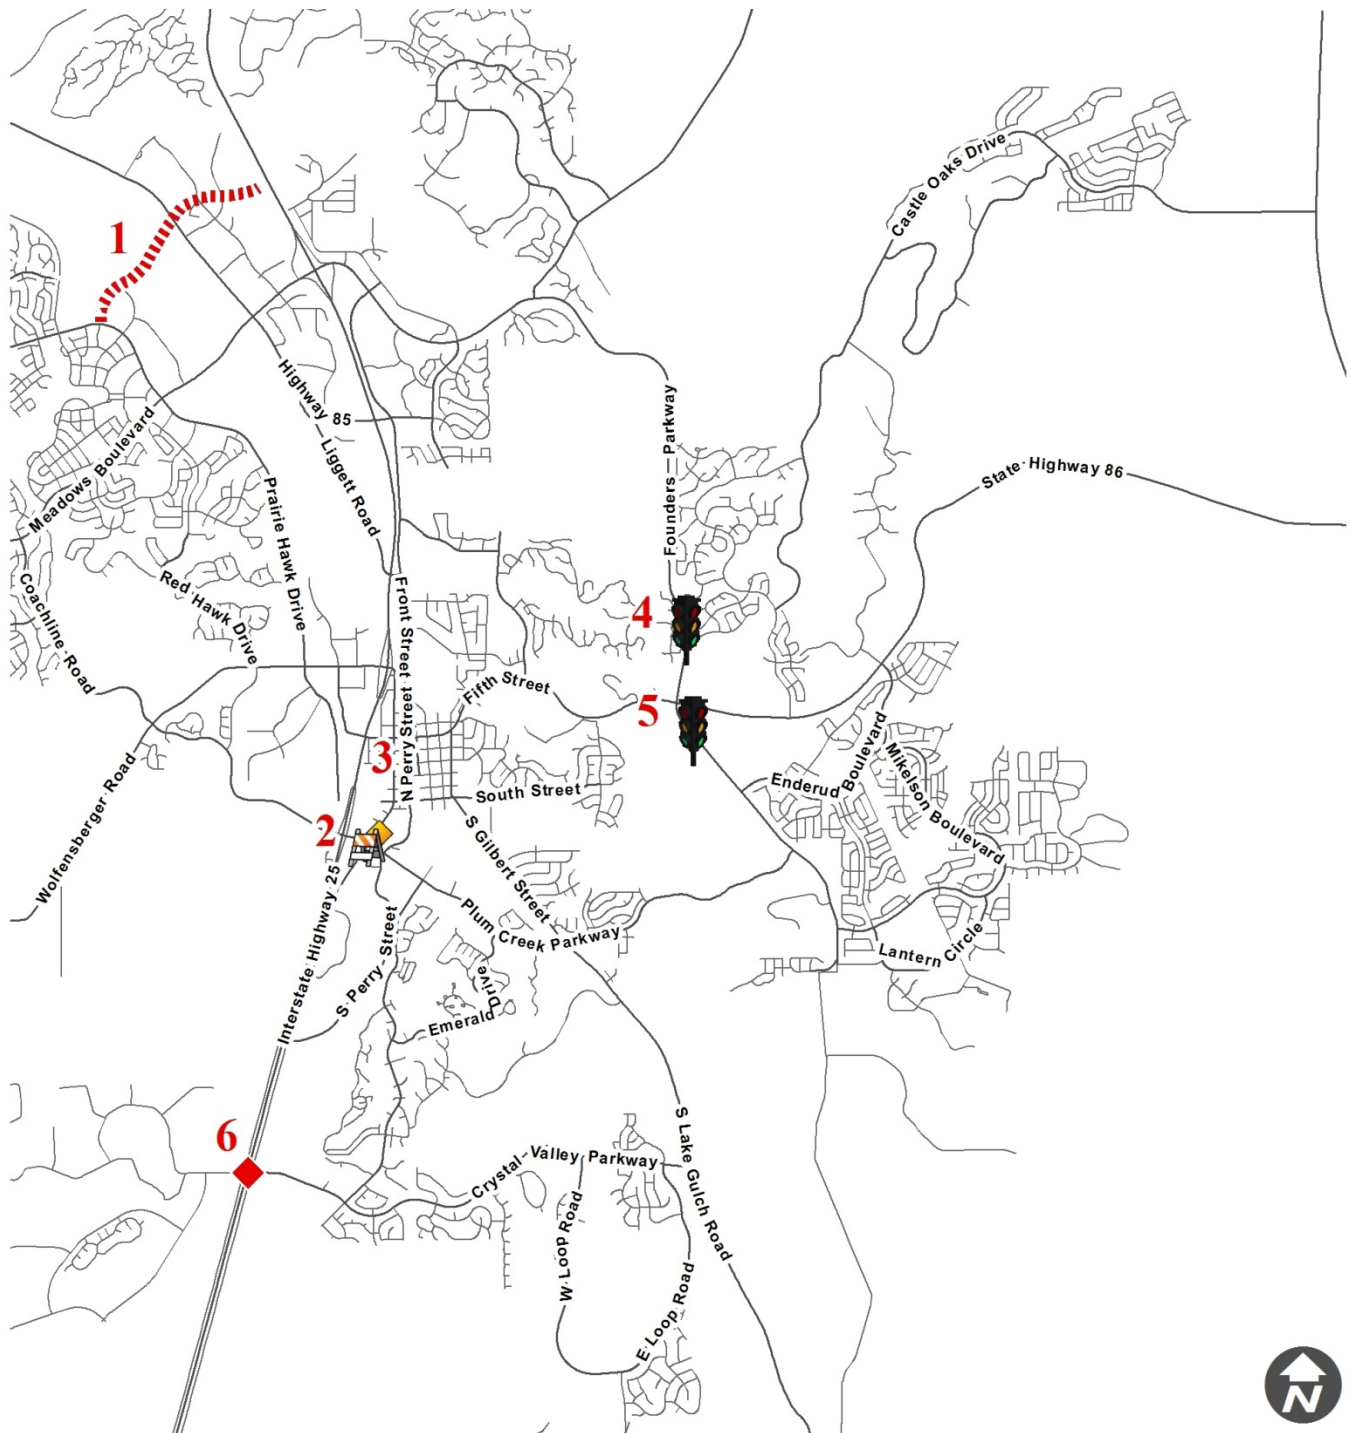 Castle Oaks Drive
1
Highway 85
Founders Parkway
Meadows Boulevard
Liggett Road
State Highway 86
Prairie Hawk Drive
Coachline Road
Red Hawk Drive
Front Street
4
Fifth Street
5
N Perry Street
3
Enderud Boulevard
Mikelson Boulevard
South Street
Wolfensberger Road
2
S Gilbert Street
Interstate Highway 25
S Perry Street
Plum Creek Parkway
Lantern Circle
Emerald Drive
6
Crystal Valley Parkway
S Lake Gulch Road
W Loop Road
E Loop Road
N